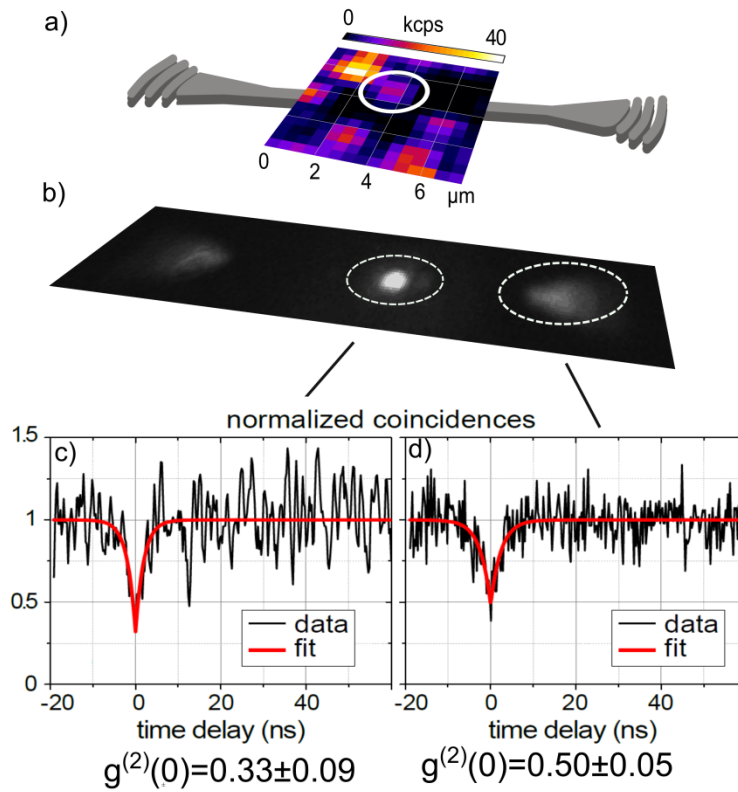 a)
0 kcps 40
0 2 4 6 µm
b)
normalized coincidences
c)
1.5
1
0.5
0
-20 0 20 40
time delay (ns)
data
fit
g(2)(0)=0.33±0.09
d)
-20 0 20 40
time delay (ns)
data
fit
g(2)(0)=0.50±0.05